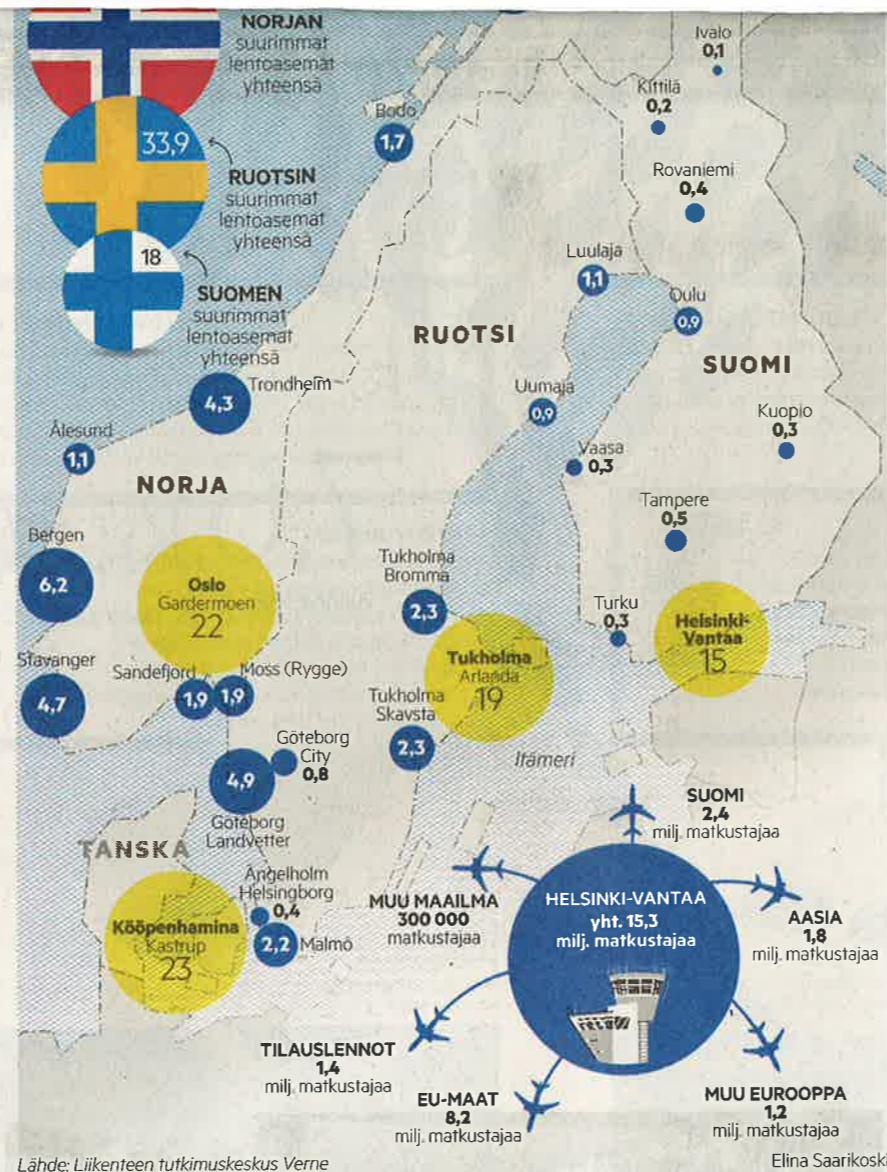 NORJAN
suurimmat
lentoasemat
yhteensä
33,9
RUOTSIN
suurimmat
lentoasemat
yhteensä
18
SUOMEN
suurimmat
lentoasemat
yhteensä
Ivalo
0,1
Kittilä
0,2
Rovaniemi
0,4
Bodo
1,7
Luulaja
1,1
Oulu
0,9
RUOTSI
SUOMI
Trondheim
4,3
Uumaja
0,9
Kuopio
0,3
Ålesund
1,1
Vaasa
0,3
NORJA
Tampere
0,5
Bergen
6,2
Oslo
Gardermoen
22
Tukholma
Bromma
2,3
Turku
0,3
Helsinki-
Vantaa
15
Stavanger
4,7
Sandefjord
1,9
Moss (Rygge)
1,9
Tukholma
Arlanda
19
Tukholma
Skavsta
2,3
Göteborg
City
0,8
Itämeri
4,9
Göteborg
Landvetter
TANSKA
Ängelholm
Helsingborg
0,4
Kööpenhamina
Kastrup
23
2,2
Malmö
SUOMI
2,4
milj. matkustajaa
MUU MAAILMA
300 000
matkustajaa
HELSINKI-VANTAA
yht. 15,3
milj. matkustajaa
AASIA
1,8
milj. matkustajaa
TILAUSLENNOT
1,4
milj. matkustajaa
EU-MAAT
8,2
milj. matkustajaa
MUU EUROOPPA
1,2
milj. matkustajaa
Lähde: Liikenteen tutkimuskeskus Verne
Elina Saarikoski